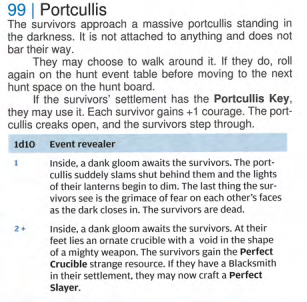 99 | Portcullis
The survivors approach a massive portcullis standing in
the darkness. It is not attached to anything and does not
bar their way.
They may choose to walk around it. If they do, roll
again on the hunt event table before moving to the next
hunt space on the hunt board.
If the survivors' settlement has the Portcullis Key,
they may use it. Each survivor gains +1 courage. The port-
cullis creaks open, and the survivors step through.
1d10 Event revealer
1 Inside, a dank gloom awaits the survivors. The port-
cullis suddely slams shut behind them and the lights
of their lanterns begin to dim. The last thing the sur-
vivors see is the grimace of fear on each other's faces
as the dark closes in. The survivors are dead.
2+ Inside, a dank gloom awaits the survivors. At their
feet lies an ornate crucible with a void in the shape
of a mighty weapon. The survivors gain the Perfect
Crucible strange resource. If they have a Blacksmith
in their settlement, they may now craft a Perfect
Slayer.